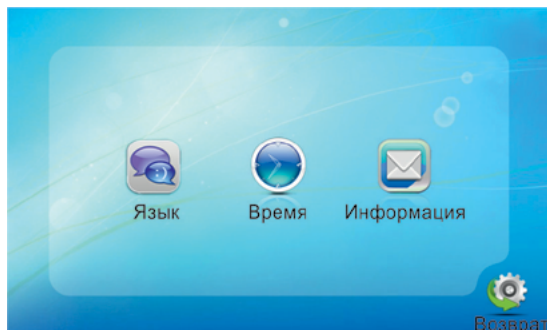 Язык Время Информация
Возврат